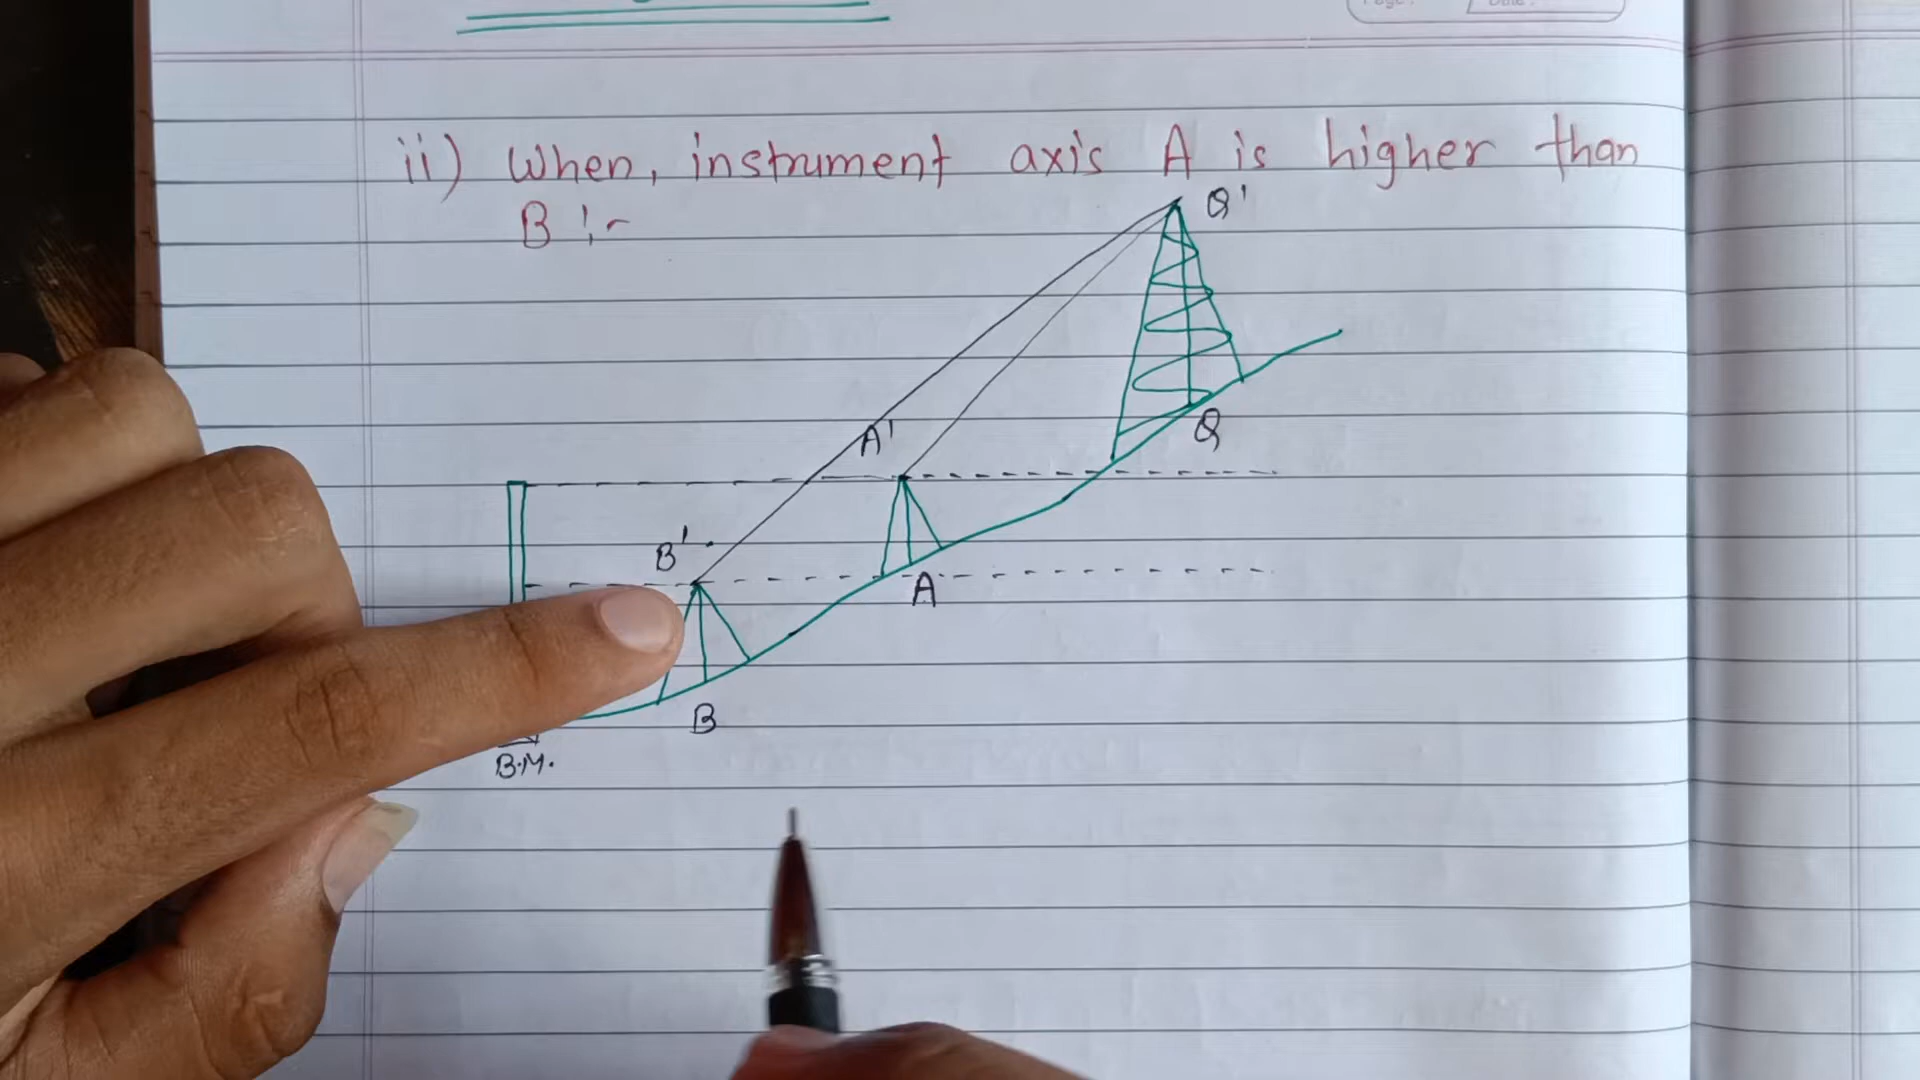 ii) When, instrument axis A is higher than
B :-
Q'
A'
Q
B'
A
B
B.M.